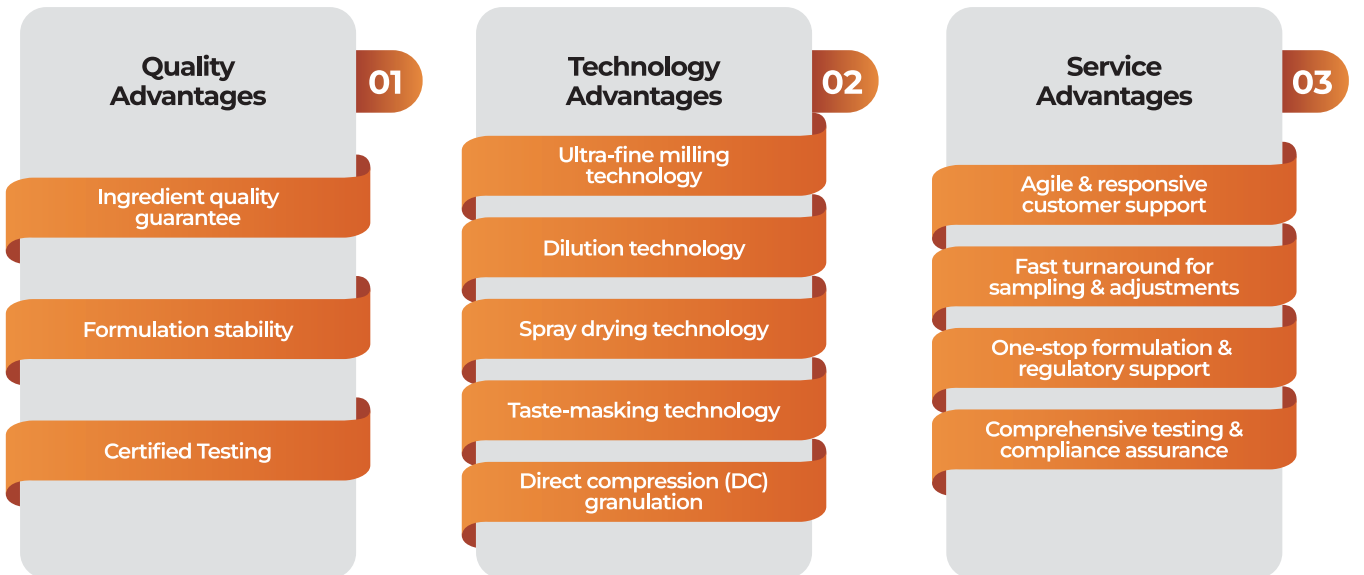 Quality
Advantages
01
Ingredient quality
guarantee
Formulation stability
Certified Testing
Technology
Advantages
02
Ultra-fine milling
technology
Dilution technology
Spray drying technology
Taste-masking technology
Direct compression (DC)
granulation
Service
Advantages
03
Agile & responsive
customer support
Fast turnaround for
sampling & adjustments
One-stop formulation &
regulatory support
Comprehensive testing &
compliance assurance